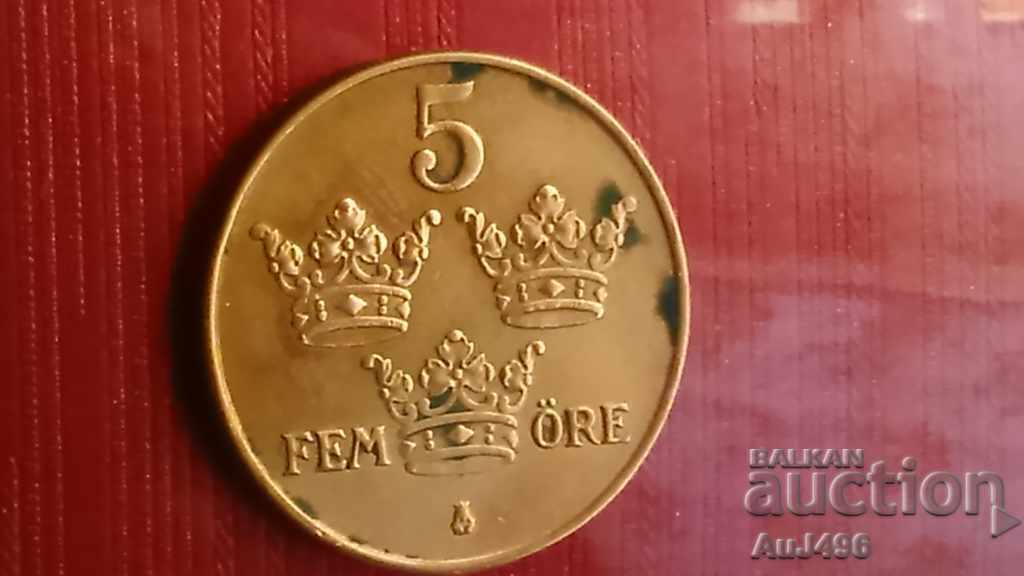 5
FEM ÖRE
BALKAN
auction
AuJ496